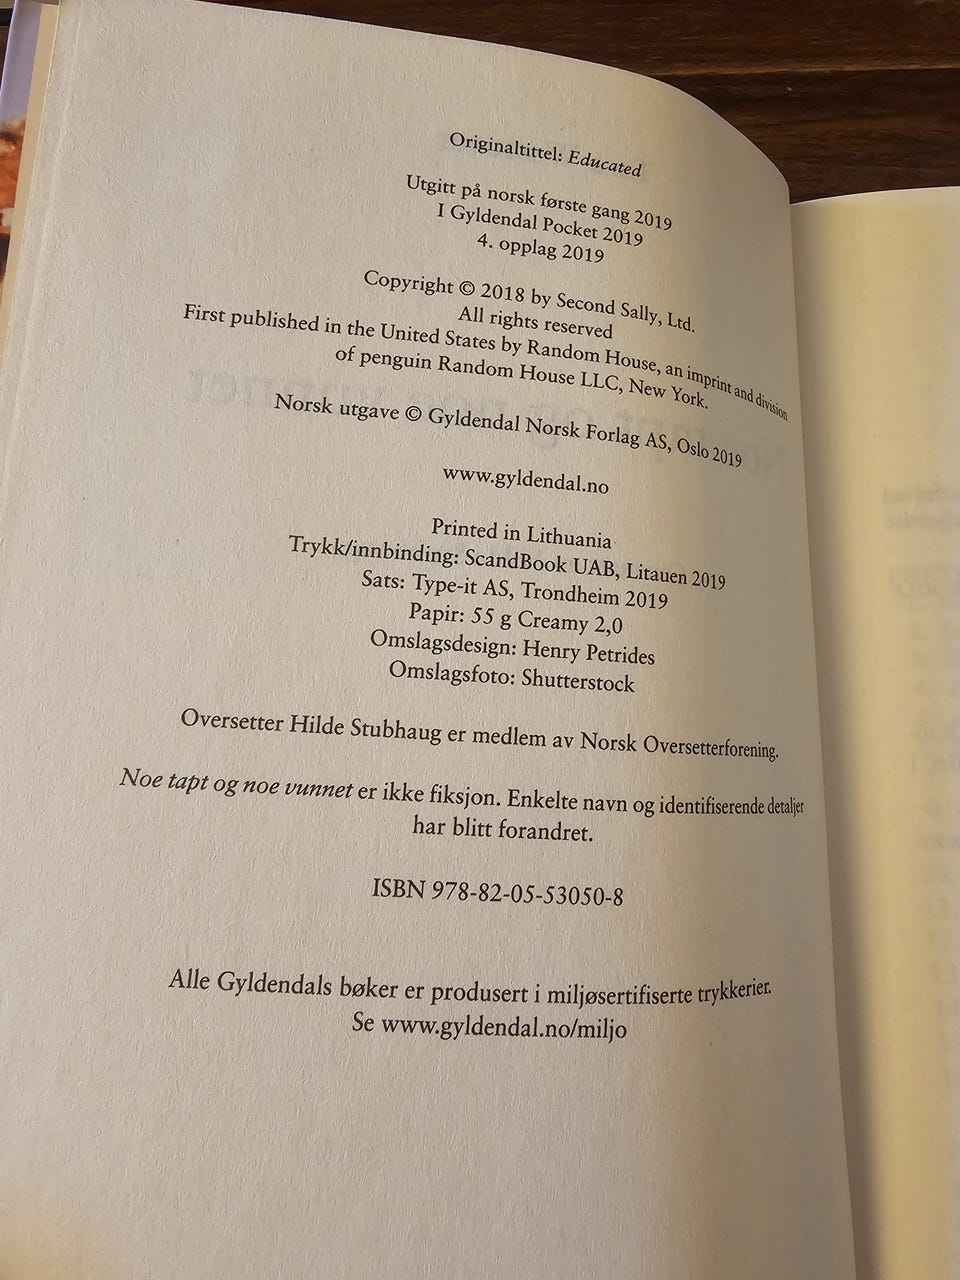 Originaltittel: Educated
Utgitt på norsk første gang 2019
I Gyldendal Pocket 2019
4. opplag 2019
Copyright © 2018 by Second Sally, Ltd.
All rights reserved
First published in the United States by Random House, an imprint and division
of penguin Random House LLC, New York.
Norsk utgave © Gyldendal Norsk Forlag AS, Oslo 2019
www.gyldendal.no
Printed in Lithuania
Trykk/innbinding: ScandBook UAB, Litauen 2019
Sats: Type-it AS, Trondheim 2019
Papir: 55 g Creamy 2,0
Omslagsdesign: Henry Petrides
Omslagsfoto: Shutterstock
Oversetter Hilde Stubhaug er medlem av Norsk Oversetterforening.
Noe tapt og noe vunnet er ikke fiksjon. Enkelte navn og identifiserende detaljer
har blitt forandret.
ISBN 978-82-05-53050-8
Alle Gyldendals bøker er produsert i miljøsertifiserte trykkerier.
Se www.gyldendal.no/miljo